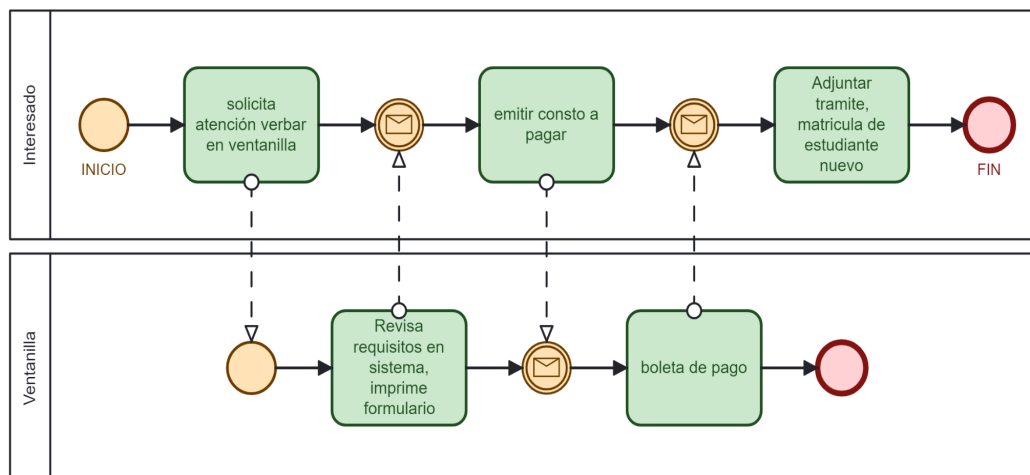 Interesado
INICIO
solicita
atención verbar
en ventanilla
emitir consto a
pagar
Adjuntar
tramite,
matricula de
estudiante
nuevo
FIN
Ventanilla
Revisa
requisitos en
sistema,
imprime
formulario
boleta de pago